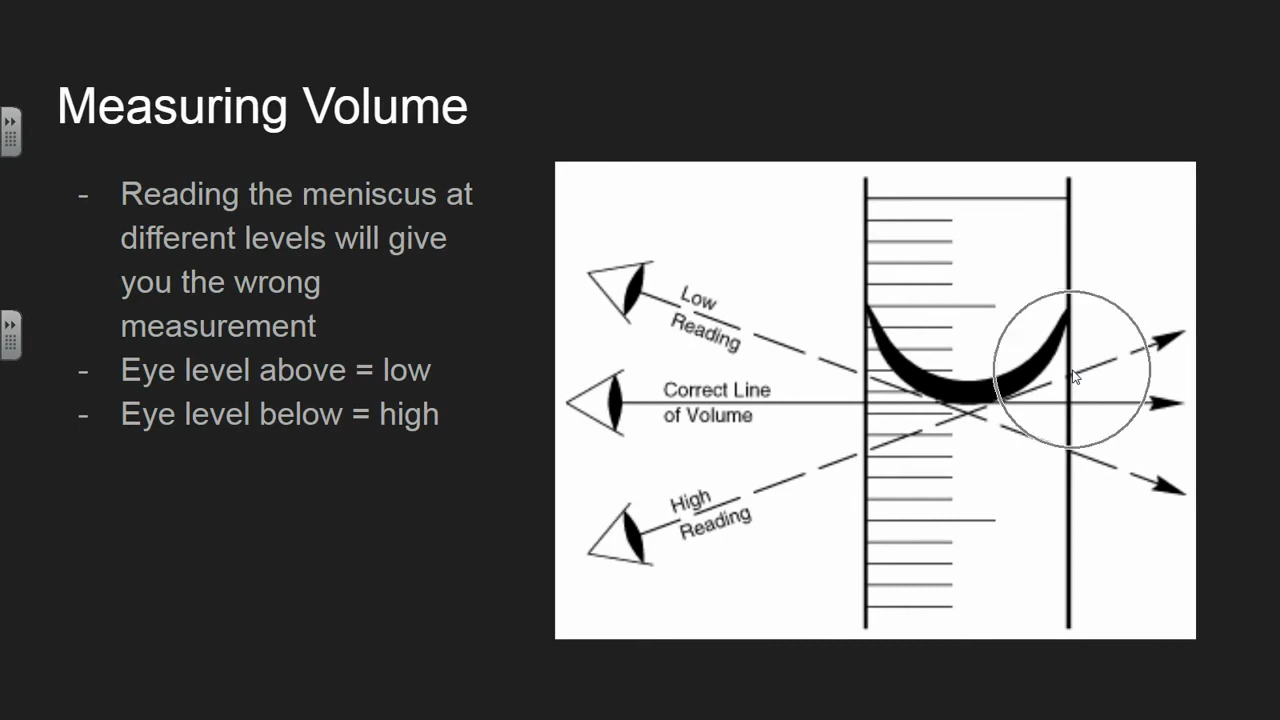 Measuring Volume
- Reading the meniscus at
different levels will give
you the wrong
measurement
- Eye level above = low
- Eye level below = high
Low
Reading
Correct Line
of Volume
High
Reading